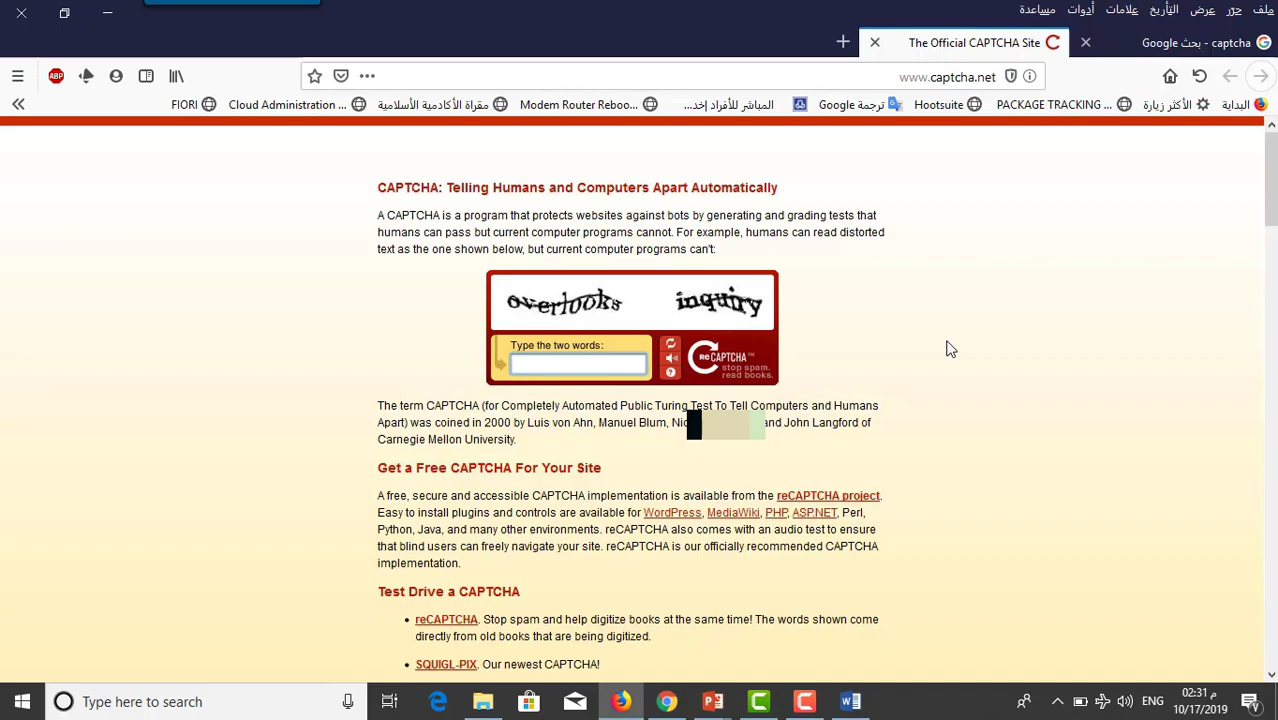 ملف حرّر عرض التأريخ علامات أدوات مساعدة
captcha - بحث Google
The Official CAPTCHA Site
www.captcha.net
ABP
البداية
الأكثر زيارة
PACKAGE TRACKING ...
Hootsuite
ترجمة Google
المباشر للأفراد إخد...
Modem Router Reboo...
مقرأة الأكاديمية الأسلامية
Cloud Administration ...
FIORI
CAPTCHA: Telling Humans and Computers Apart Automatically
A CAPTCHA is a program that protects websites against bots by generating and grading tests that
humans can pass but current computer programs cannot. For example, humans can read distorted
text as the one shown below, but current computer programs can't:
overlooks inquiry
Type the two words:
reCAPTCHA™
stop spam.
read books.
The term CAPTCHA (for Completely Automated Public Turing Test To Tell Computers and Humans
Apart) was coined in 2000 by Luis von Ahn, Manuel Blum, and John Langford of
Carnegie Mellon University.
Get a Free CAPTCHA For Your Site
A free, secure and accessible CAPTCHA implementation is available from the reCAPTCHA project.
Easy to install plugins and controls are available for WordPress, MediaWiki, PHP, ASP.NET, Perl,
Python, Java, and many other environments. reCAPTCHA also comes with an audio test to ensure
that blind users can freely navigate your site. reCAPTCHA is our officially recommended CAPTCHA
implementation.
Test Drive a CAPTCHA
reCAPTCHA. Stop spam and help digitize books at the same time! The words shown come
directly from old books that are being digitized.
SQUIGL-PIX. Our newest CAPTCHA!
Type here to search
ENG
02:31 م
10/17/2019